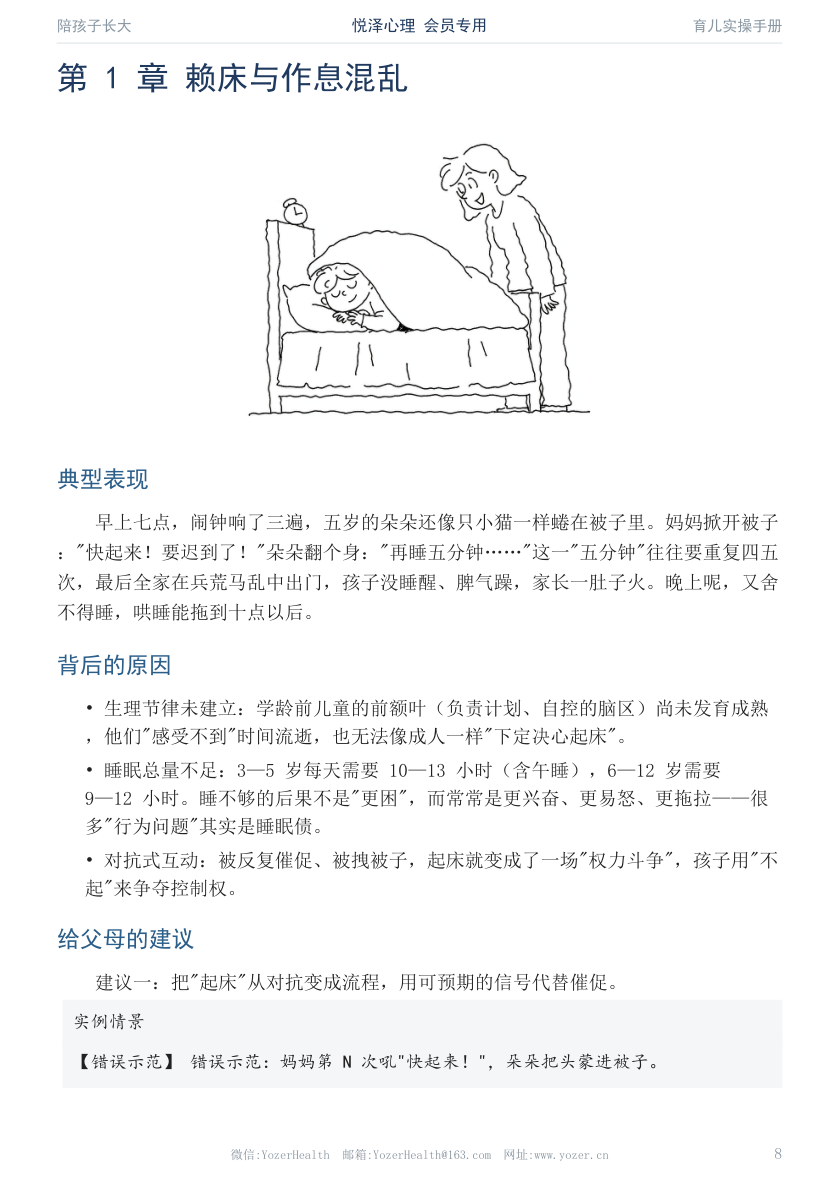 陪孩子长大 悦泽心理 会员专用 育儿实操手册
第 1 章 赖床与作息混乱
典型表现
早上七点，闹钟响了三遍，五岁的朵朵还像只小猫一样蜷在被子里。妈妈掀开被子
："快起来！要迟到了！"朵朵翻个身："再睡五分钟……"这一"五分钟"往往要重复四五
次，最后全家在兵荒马乱中出门，孩子没睡醒、脾气躁，家长一肚子火。晚上呢，又舍
不得睡，哄睡能拖到十点以后。
背后的原因
• 生理节律未建立：学龄前儿童的前额叶（负责计划、自控的脑区）尚未发育成熟
，他们"感受不到"时间流逝，也无法像成人一样"下定决心起床"。
• 睡眠总量不足：3—5 岁每天需要 10—13 小时（含午睡），6—12 岁需要
9—12 小时。睡不够的后果不是"更困"，而常常是更兴奋、更易怒、更拖拉——很
多"行为问题"其实是睡眠债。
• 对抗式互动：被反复催促、被拽被子，起床就变成了一场"权力斗争"，孩子用"不
起"来争夺控制权。
给父母的建议
建议一：把"起床"从对抗变成流程，用可预期的信号代替催促。
实例情景
【错误示范】 错误示范：妈妈第 N 次吼"快起来！"，朵朵把头蒙进被子。
微信:YozerHealth 邮箱:YozerHealth@163.com 网址:www.yozer.cn 8